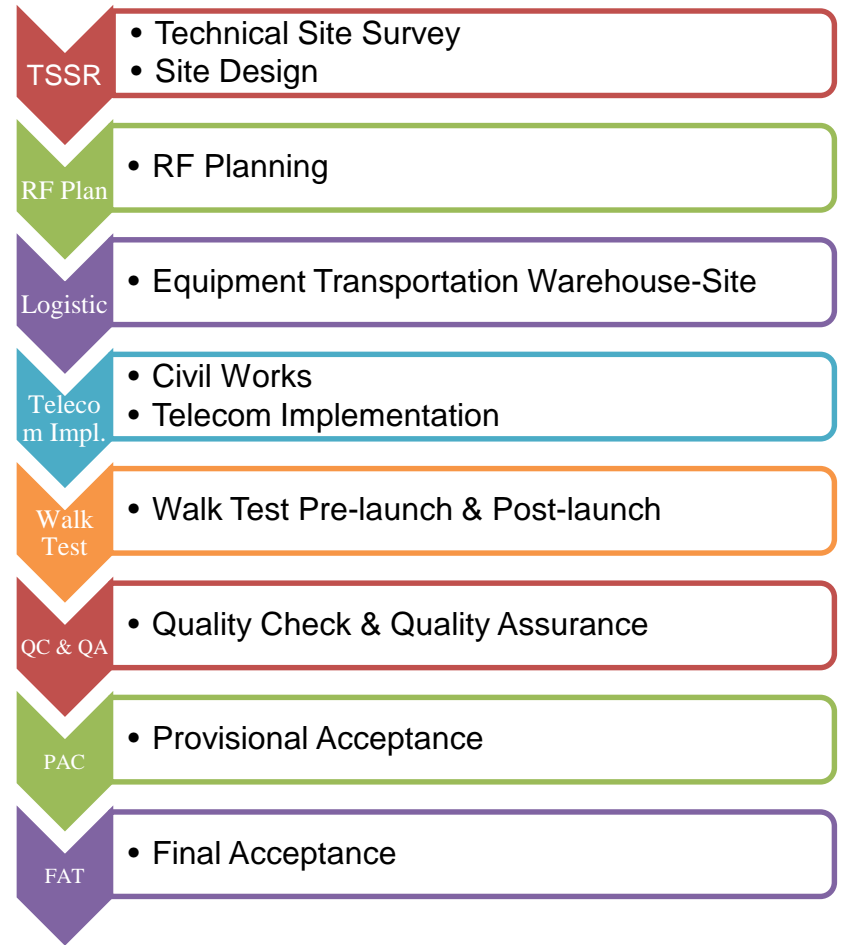 TSSR
• Technical Site Survey
• Site Design
RF Plan
• RF Planning
Logistic
• Equipment Transportation Warehouse-Site
Teleco
m Impl.
• Civil Works
• Telecom Implementation
Walk
Test
• Walk Test Pre-launch & Post-launch
QC & QA
• Quality Check & Quality Assurance
PAC
• Provisional Acceptance
FAT
• Final Acceptance